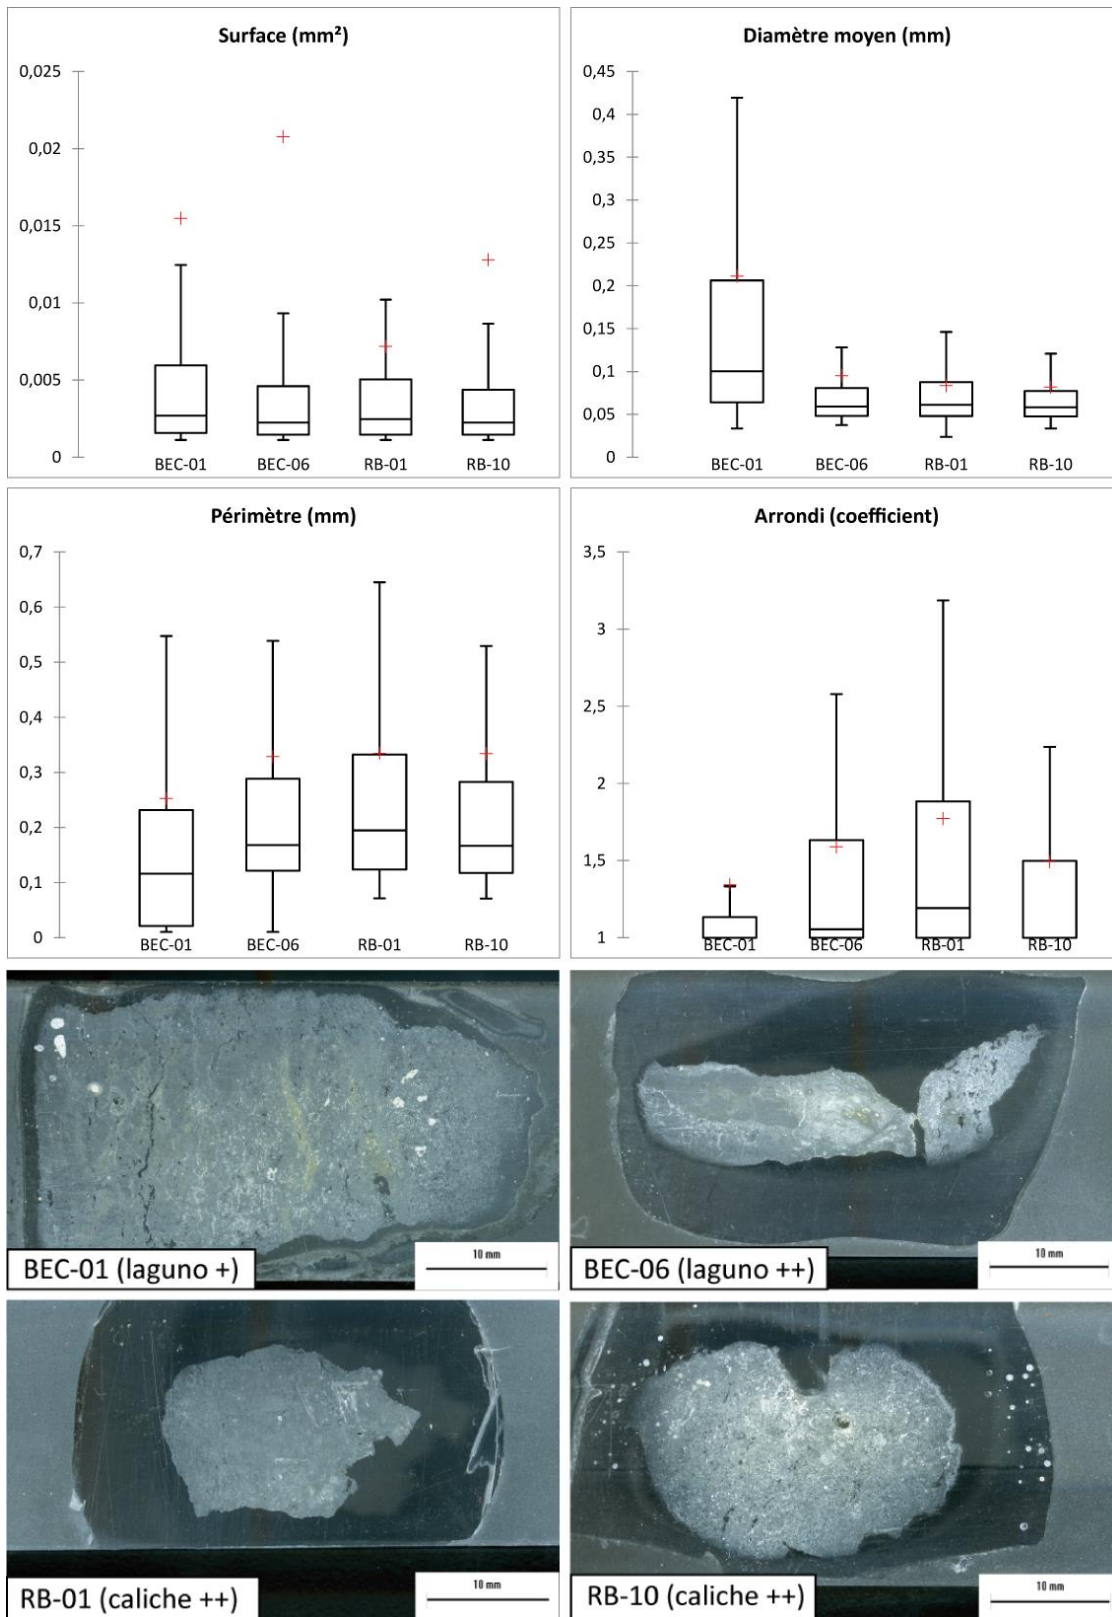 Surface (mm²)
0,025
0,02
0,015
0,01
0,005
0
BEC-01 BEC-06 RB-01 RB-10
Diamètre moyen (mm)
0,45
0,4
0,35
0,3
0,25
0,2
0,15
0,1
0,05
0
BEC-01 BEC-06 RB-01 RB-10
Périmètre (mm)
0,7
0,6
0,5
0,4
0,3
0,2
0,1
0
BEC-01 BEC-06 RB-01 RB-10
Arrondi (coefficient)
3,5
3
2,5
2
1,5
1
BEC-01 BEC-06 RB-01 RB-10
BEC-01 (laguno +)
10 mm
BEC-06 (laguno ++)
10 mm
RB-01 (caliche ++)
10 mm
RB-10 (caliche ++)
10 mm